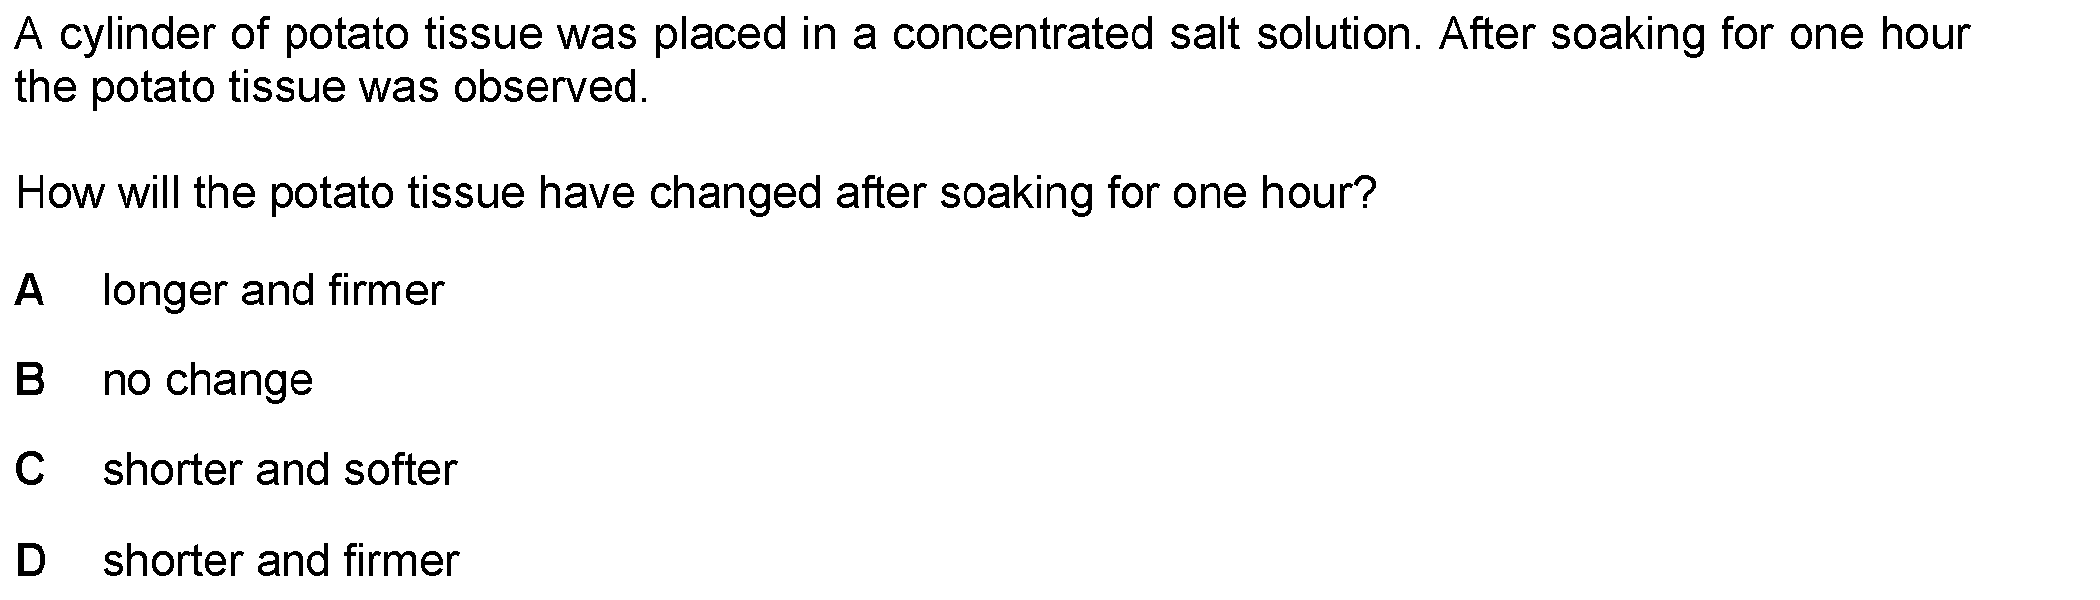 A cylinder of potato tissue was placed in a concentrated salt solution. After soaking for one hour
the potato tissue was observed.
How will the potato tissue have changed after soaking for one hour?
A longer and firmer
B no change
C shorter and softer
D shorter and firmer